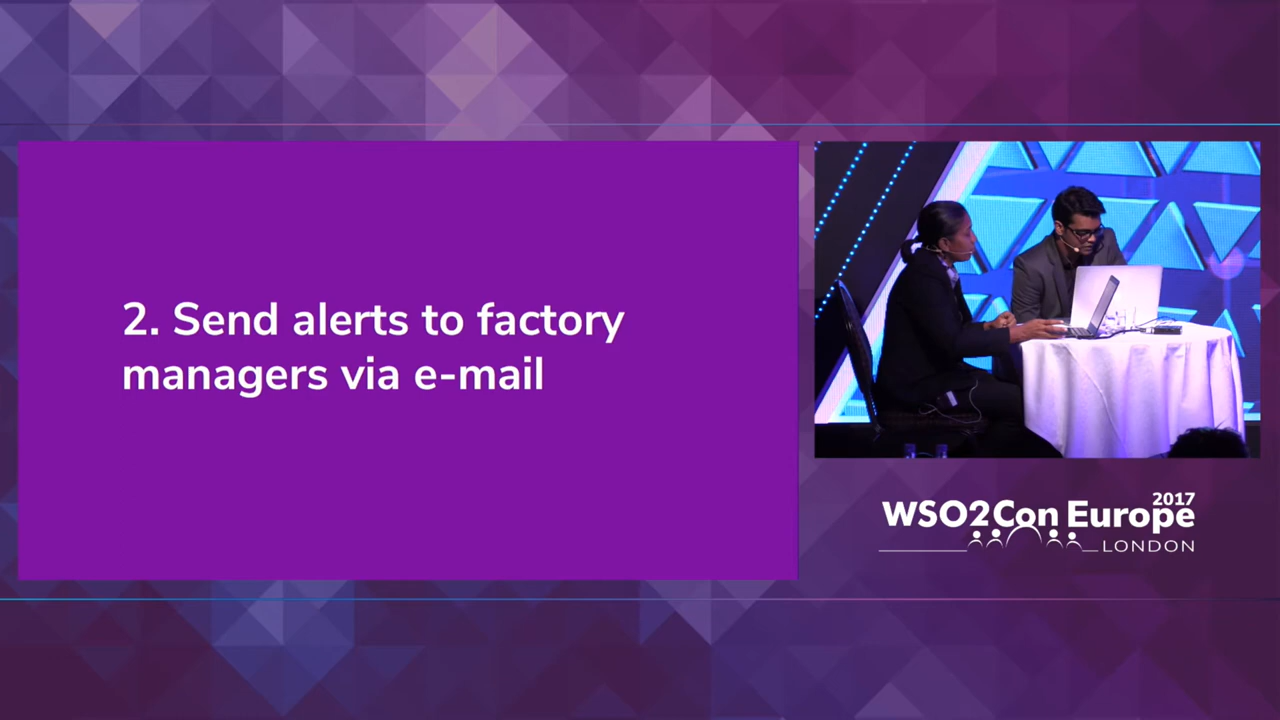 2. Send alerts to factory
managers via e-mail
2017
WSO2Con Europe
LONDON